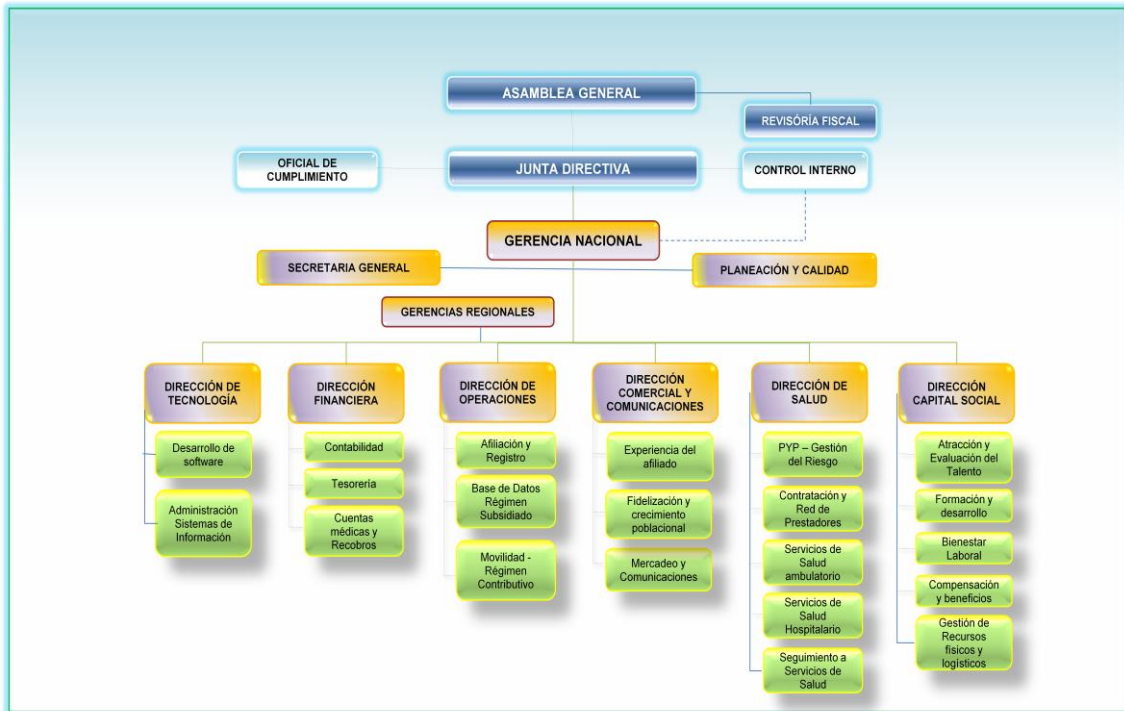 ASAMBLEA GENERAL
REVISÓRÍA FISCAL
OFICIAL DE
CUMPLIMIENTO
JUNTA DIRECTIVA
CONTROL INTERNO
GERENCIA NACIONAL
SECRETARIA GENERAL
PLANEACIÓN Y CALIDAD
GERENCIAS REGIONALES
DIRECCIÓN DE
TECNOLOGÍA
Desarrollo de
software
Administración
Sistemas de
Información
DIRECCIÓN
FINANCIERA
Contabilidad
Tesorería
Cuentas
médicas y
Recobros
DIRECCIÓN DE
OPERACIONES
Afiliación y
Registro
Base de Datos
Régimen
Subsidiado
Movilidad -
Régimen
Contributivo
DIRECCIÓN
COMERCIAL Y
COMUNICACIONES
Experiencia del
afiliado
Fidelización y
crecimiento
poblacional
Mercadeo y
Comunicaciones
DIRECCIÓN DE
SALUD
PYP – Gestión
del Riesgo
Contratación y
Red de
Prestadores
Servicios de
Salud
ambulatorio
Servicios de
Salud
Hospitalario
Seguimiento a
Servicios de
Salud
DIRECCIÓN
CAPITAL SOCIAL
Atracción y
Evaluación del
Talento
Formación y
desarrollo
Bienestar
Laboral
Compensación
y beneficios
Gestión de
Recursos
físicos y
logísticos